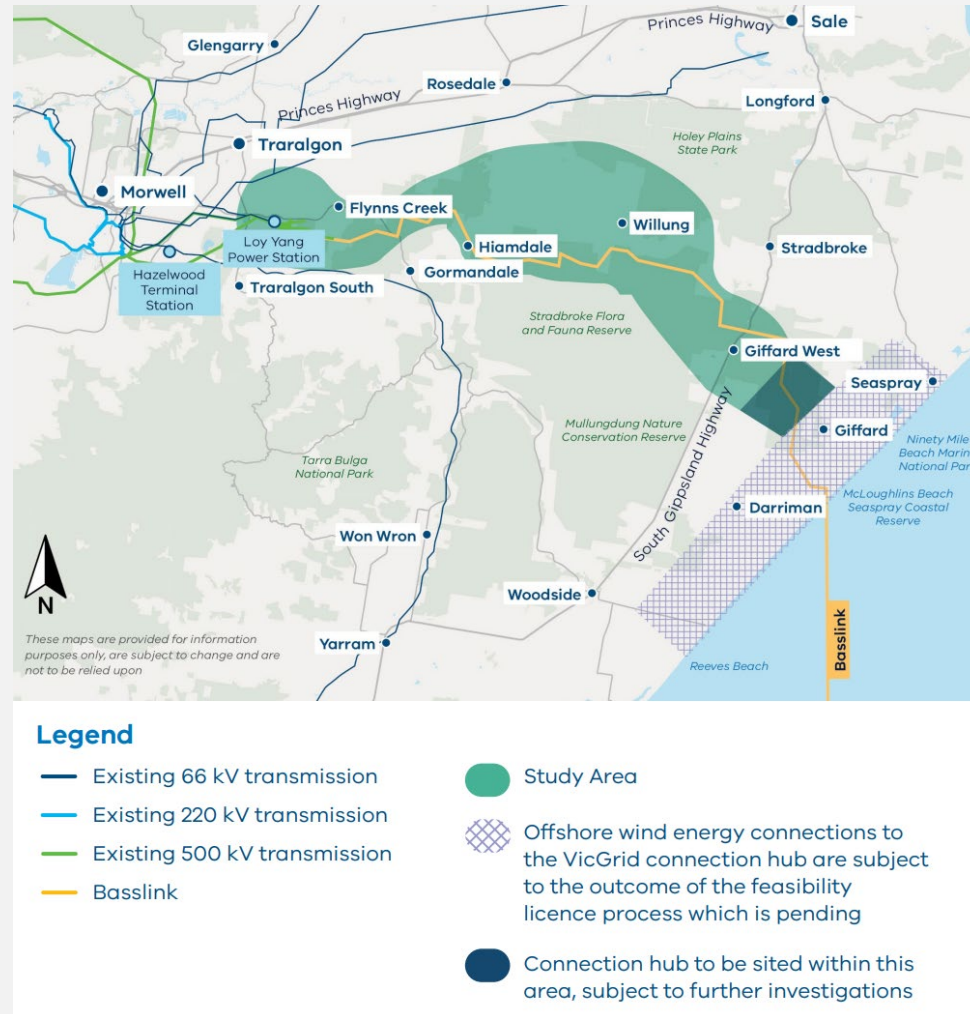 Princes Highway
Sale
Glengarry
Rosedale
Princes Highway
Longford
Traralgon
Holey Plains
State Park
Morwell
Flynns Creek
Willung
Loy Yang
Power Station
Hiamdale
Stradbroke
Hazelwood
Terminal
Station
Gormandale
Traralgon South
Stradbroke Flora
and Fauna Reserve
Giffard West
Seaspray
Mullungdung Nature
Conservation Reserve
South Gippsland Highway
Giffard
Ninety Mile
Beach Marin
National Par
Tarra Bulga
National Park
McLoughlins Beach
Seaspray Coastal
Reserve
Darriman
Won Wron
Woodside
N
Basslink
These maps are provided for information
purposes only, are subject to change and are
not to be relied upon
Yarram
Reeves Beach
Legend
Existing 66 kV transmission
Existing 220 kV transmission
Existing 500 kV transmission
Basslink
Study Area
Offshore wind energy connections to
the VicGrid connection hub are subject
to the outcome of the feasibility
licence process which is pending
Connection hub to be sited within this
area, subject to further investigations